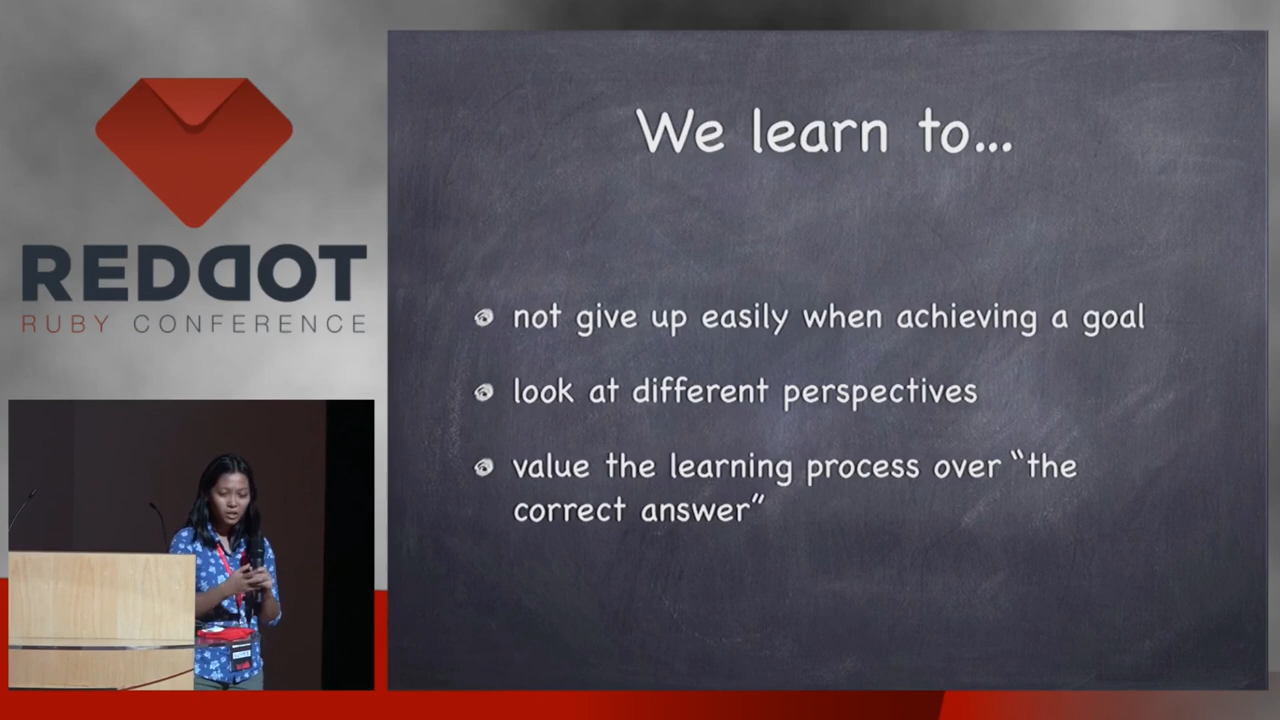 REDDOT
RUBY CONFERENCE
We learn to...
not give up easily when achieving a goal
look at different perspectives
value the learning process over “the
correct answer”